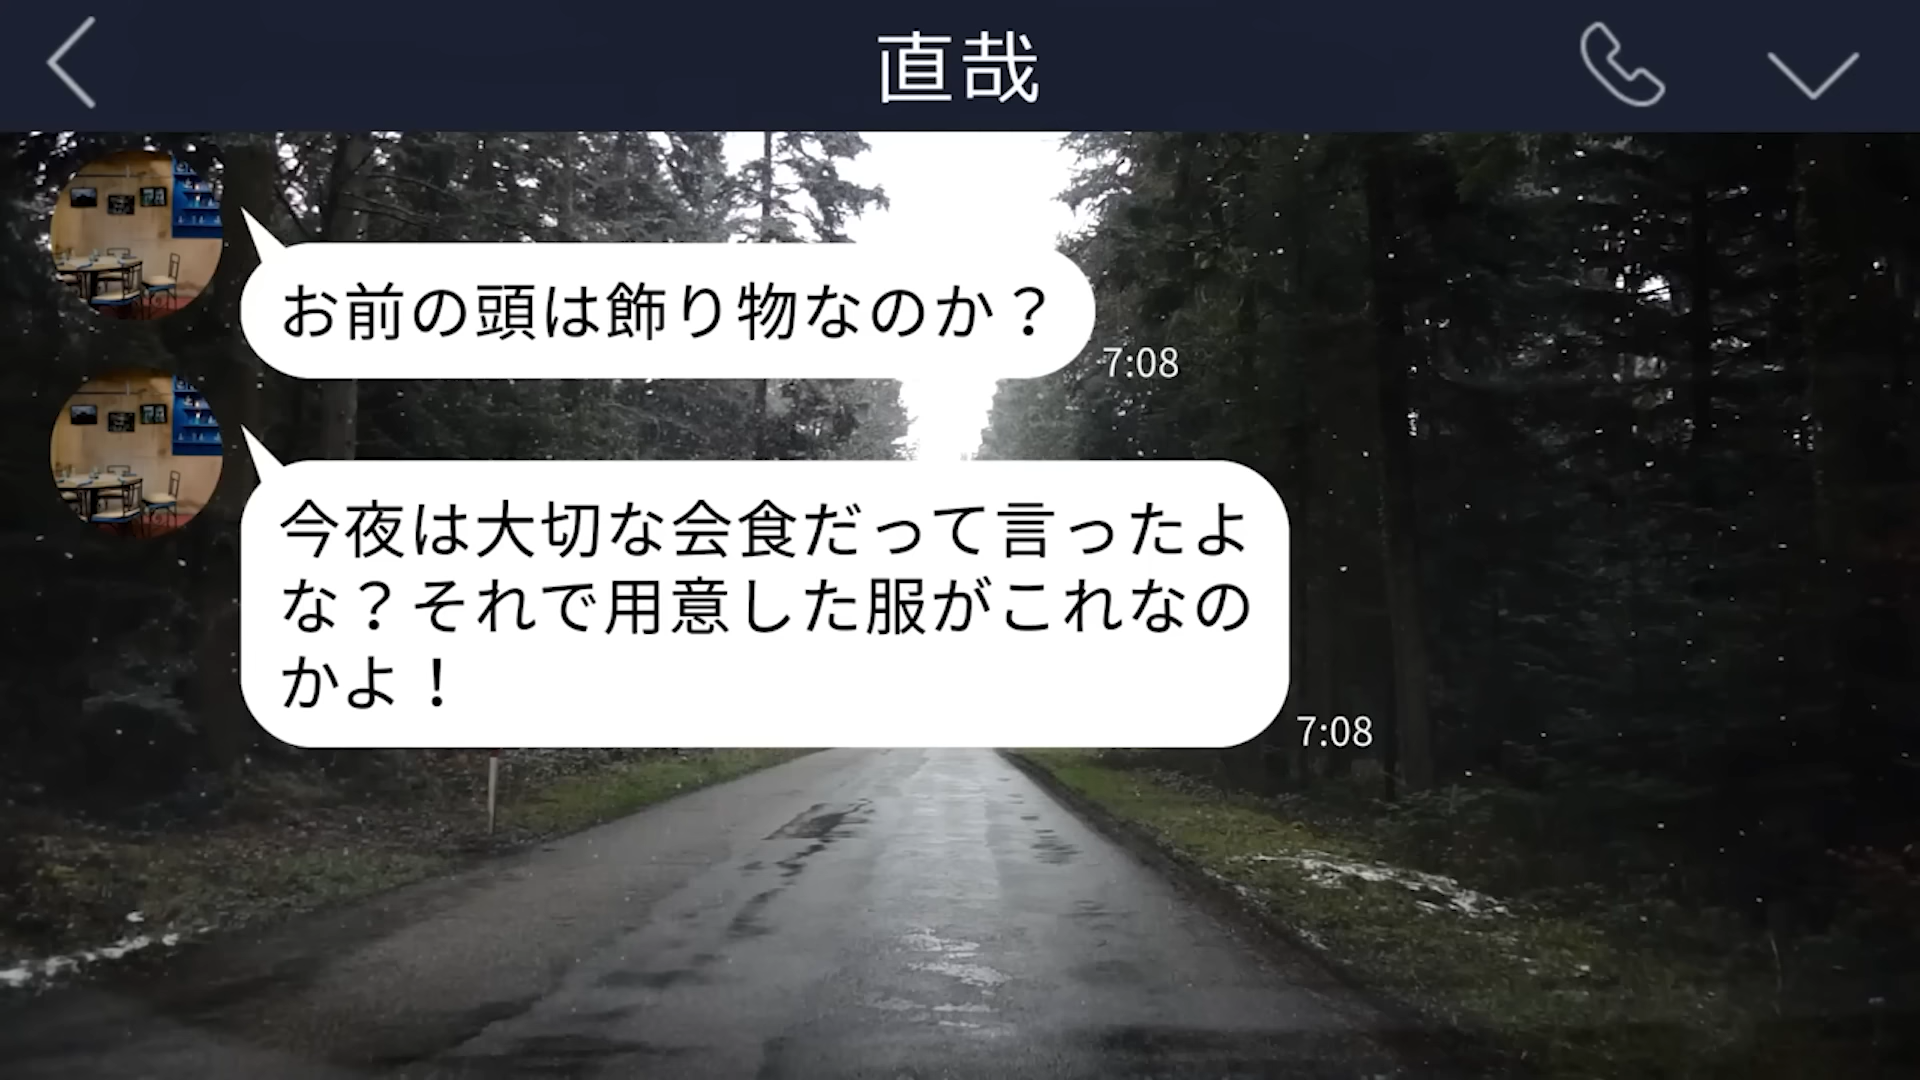 直哉
お前の頭は飾り物なのか？
7:08
今夜は大切な会食だって言ったよ
な？それで用意した服がこれなの
かよ！
7:08